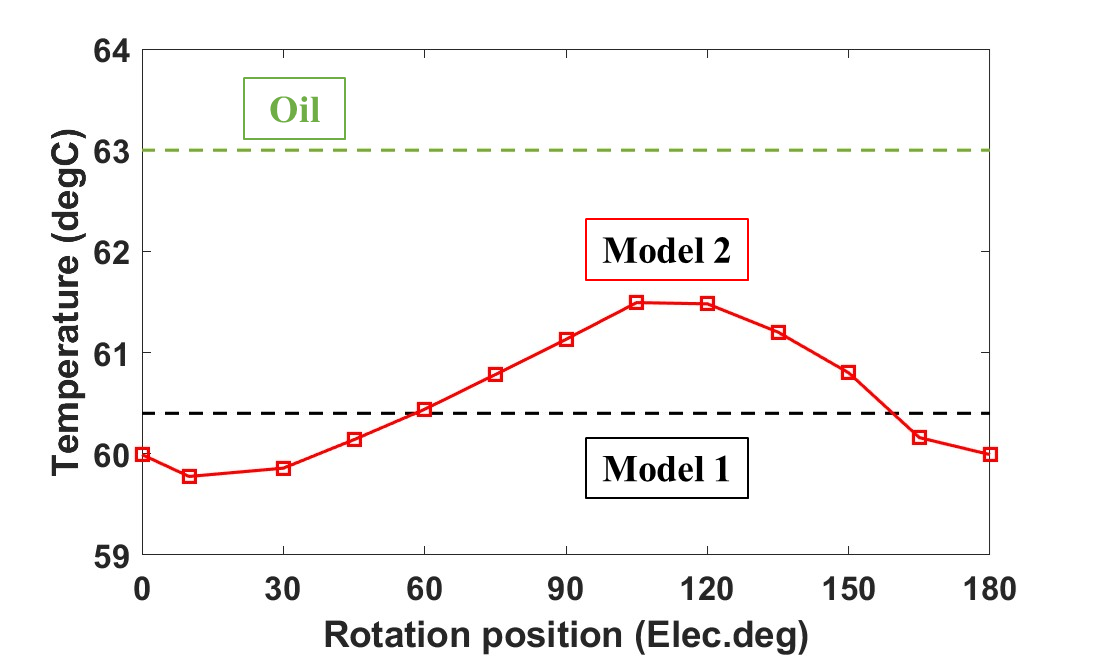 64
63
62
61
60
59
Temperature (degC)
Oil
Model 2
Model 1
0 30 60 90 120 150 180
Rotation position (Elec.deg)